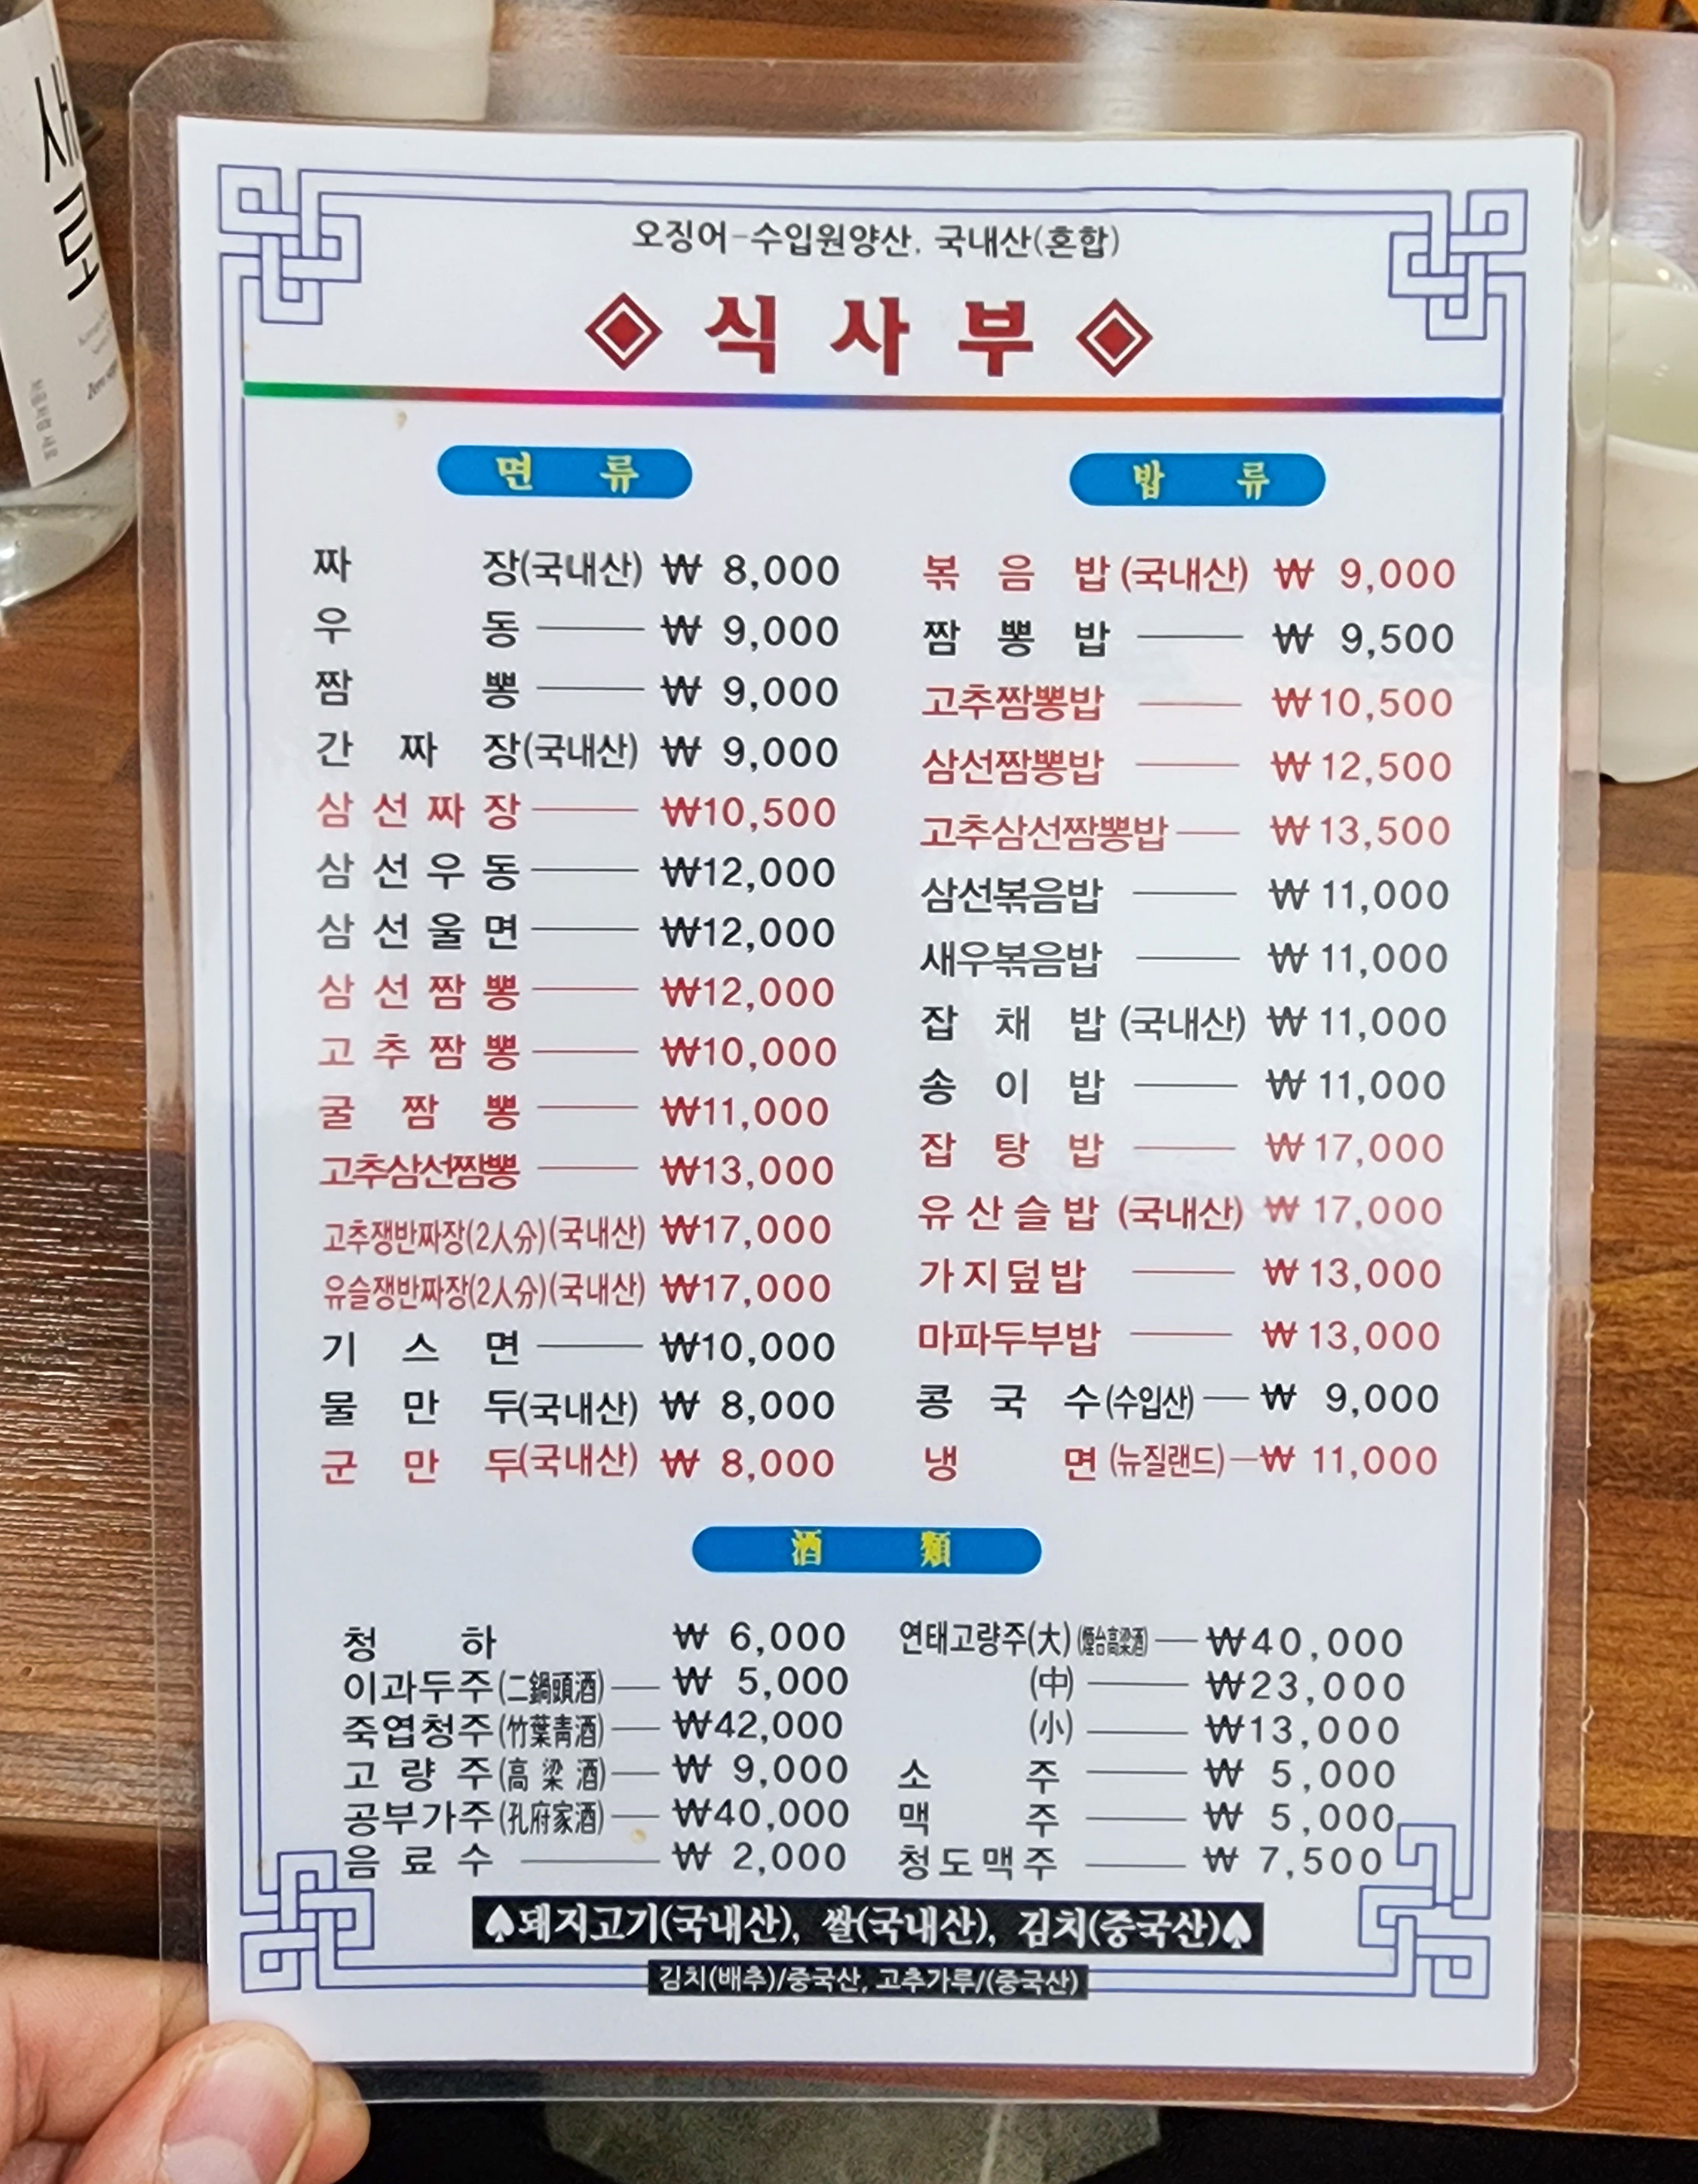 새로
오징어-수입원양산, 국내산(혼합)
식사부
면 류
짜 장(국내산) ₩ 8,000
우 동 ₩ 9,000
짬 뽕 ₩ 9,000
간 짜 장(국내산) ₩ 9,000
삼 선 짜 장 ₩10,500
삼 선 우 동 ₩12,000
삼 선 울 면 ₩12,000
삼 선 짬 뽕 ₩12,000
고 추 짬 뽕 ₩10,000
굴 짬 뽕 ₩11,000
고추삼선짬뽕 ₩13,000
고추쟁반짜장(2人分)(국내산) ₩17,000
유슬쟁반짜장(2人分)(국내산) ₩17,000
기 스 면 ₩10,000
물 만 두(국내산) ₩ 8,000
군 만 두(국내산) ₩ 8,000
밥 류
볶 음 밥 (국내산) ₩ 9,000
짬 뽕 밥 ₩ 9,500
고추짬뽕밥 ₩10,500
삼선짬뽕밥 ₩12,500
고추삼선짬뽕밥 ₩13,500
삼선볶음밥 ₩11,000
새우볶음밥 ₩11,000
잡 채 밥 (국내산) ₩11,000
송 이 밥 ₩11,000
잡 탕 밥 ₩17,000
유 산 슬 밥 (국내산) ₩17,000
가 지 덮 밥 ₩13,000
마파두부밥 ₩13,000
콩 국 수(수입산) ₩ 9,000
냉 면 (뉴질랜드) ₩ 11,000
酒 類
청 하 ₩ 6,000
이과두주(二鍋頭酒) ₩ 5,000
죽엽청주(竹葉靑酒) ₩42,000
고 량 주(高 梁 酒) ₩ 9,000
공부가주(孔府家酒) ₩40,000
음 료 수 ₩ 2,000
연태고량주(大)(煙台高梁酒) ₩40,000
(中) ₩23,000
(小) ₩13,000
소 주 ₩ 5,000
맥 주 ₩ 5,000
청도맥주 ₩ 7,500
♠돼지고기(국내산), 쌀(국내산), 김치(중국산)♠
김치(배추)/중국산, 고추가루/(중국산)